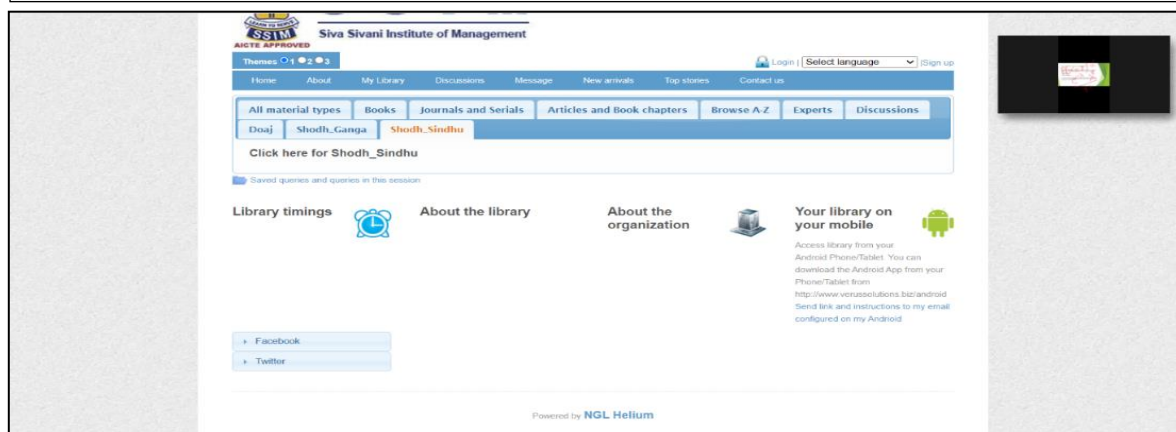 SSIM
AICTE APPROVED
Siva Sivani Institute of Management
Themes 1 2 3
Login | Select language |Sign up
Home About My Library Discussions Message New arrivals Top stories Contact us
All material types Books Journals and Serials Articles and Book chapters Browse A-Z Experts Discussions
Doaj Shodh_Ganga Shodh_Sindhu
Click here for Shodh_Sindhu
Saved queries and queries in this session
Library timings
About the library
About the
organization
Your library on
your mobile
Access library from your
Android Phone/Tablet. You can
download the Android App from your
Phone/Tablet from
http://www.verussolutions.biz/android
Send link and instructions to my email
configured on my Andriod
Facebook
Twitter
Powered by NGL Helium